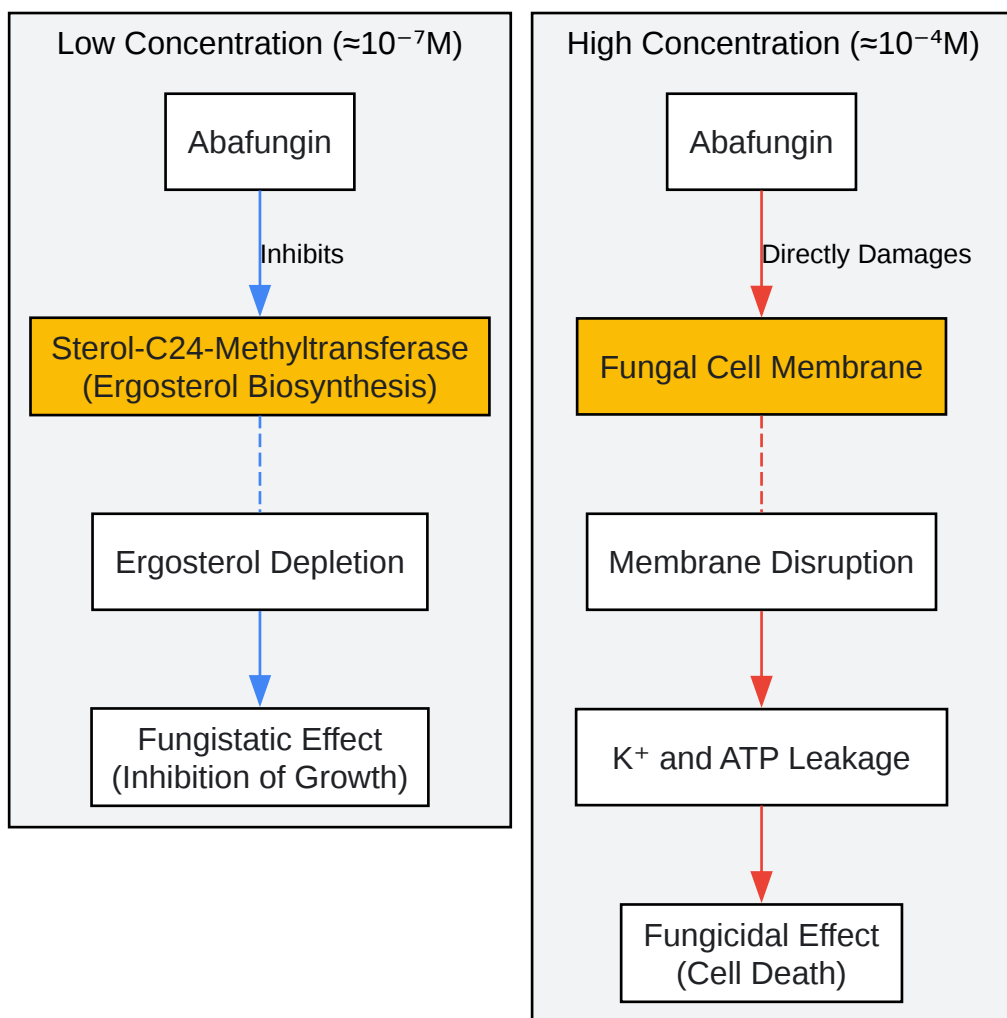 Low Concentration (≈10⁻⁷M)
Abafungin
Inhibits
Sterol-C24-Methyltransferase
(Ergosterol Biosynthesis)
Ergosterol Depletion
Fungistatic Effect
(Inhibition of Growth)
High Concentration (≈10⁻⁴M)
Abafungin
Directly Damages
Fungal Cell Membrane
Membrane Disruption
K⁺ and ATP Leakage
Fungicidal Effect
(Cell Death)